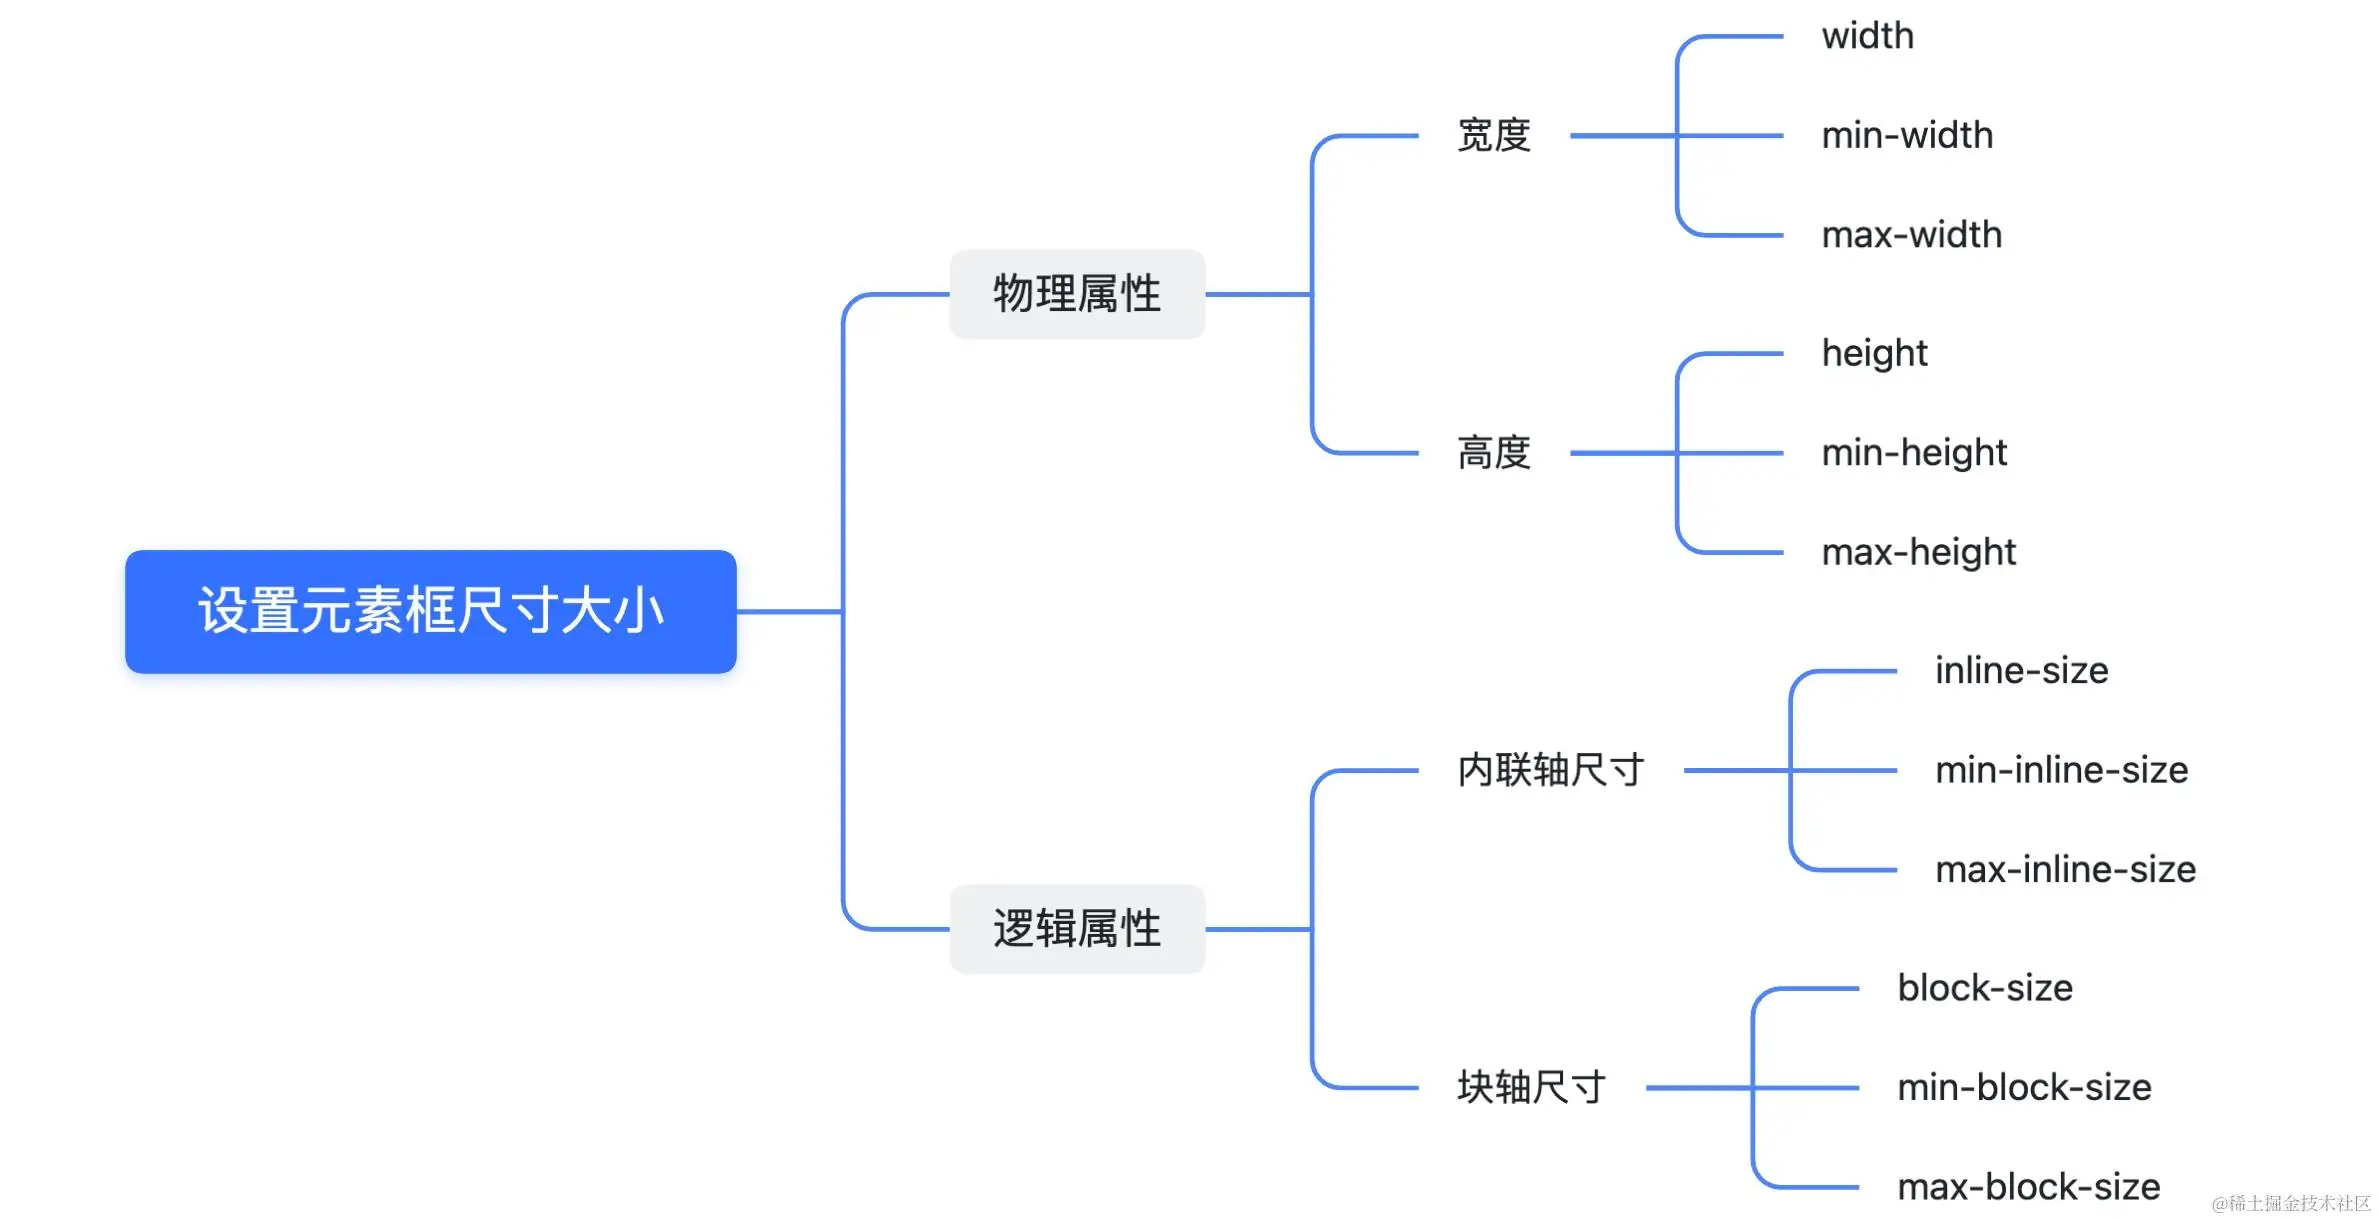 设置元素框尺寸大小
物理属性
宽度
width
min-width
max-width
高度
height
min-height
max-height
逻辑属性
内联轴尺寸
inline-size
min-inline-size
max-inline-size
块轴尺寸
block-size
min-block-size
max-block-size
@稀土掘金技术社区